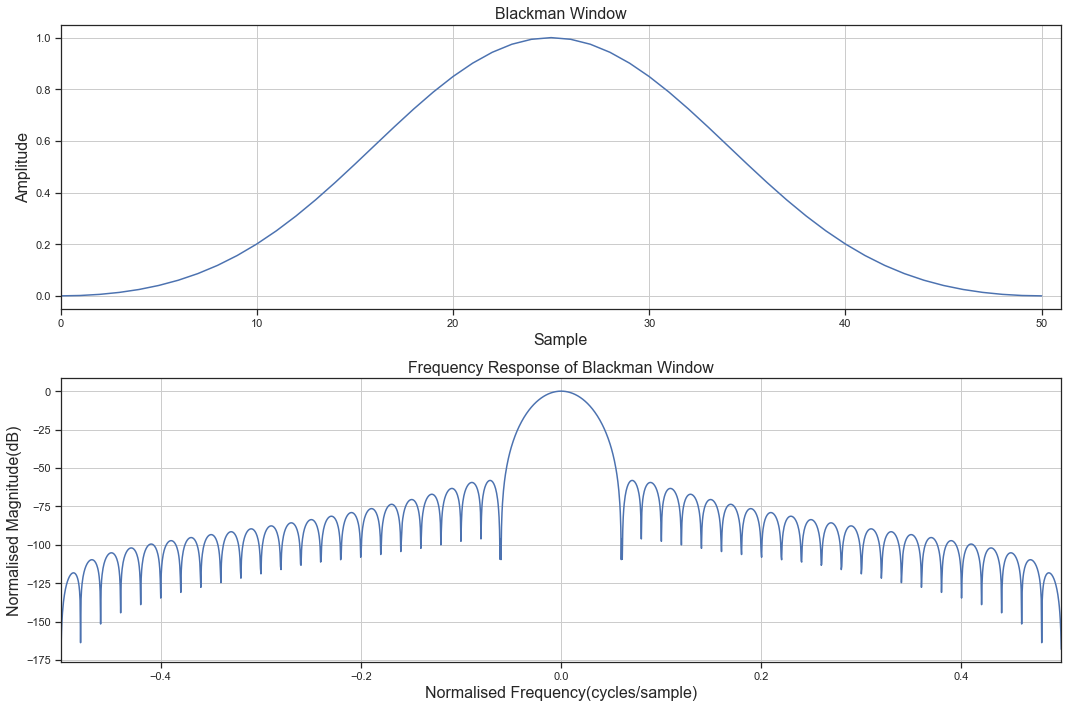 Blackman Window
1.0
0.8
0.6
0.4
0.2
0.0
Amplitude
0 10 20 30 40 50
Sample
Frequency Response of Blackman Window
0
−25
−50
−75
−100
−125
−150
−175
Normalised Magnitude(dB)
−0.4 −0.2 0.0 0.2 0.4
Normalised Frequency(cycles/sample)